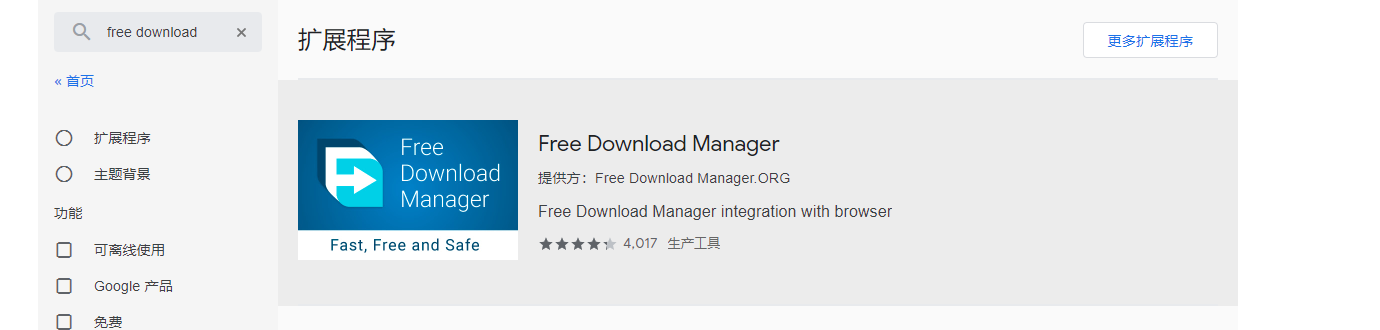 free download
« 首页
扩展程序
主题背景
功能
可离线使用
Google 产品
免费
扩展程序
更多扩展程序
Free
Download
Manager
Fast, Free and Safe
Free Download Manager
提供方：Free Download Manager.ORG
Free Download Manager integration with browser
4,017 生产工具